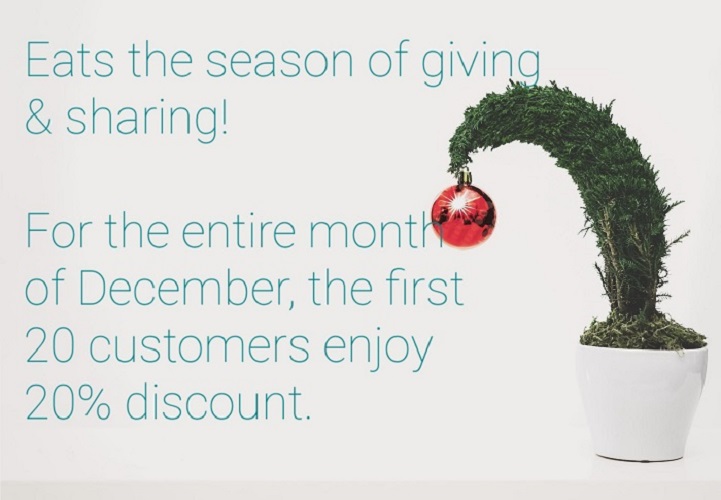 Eats the season of giving
& sharing!
For the entire month
of December, the first
20 customers enjoy
20% discount.